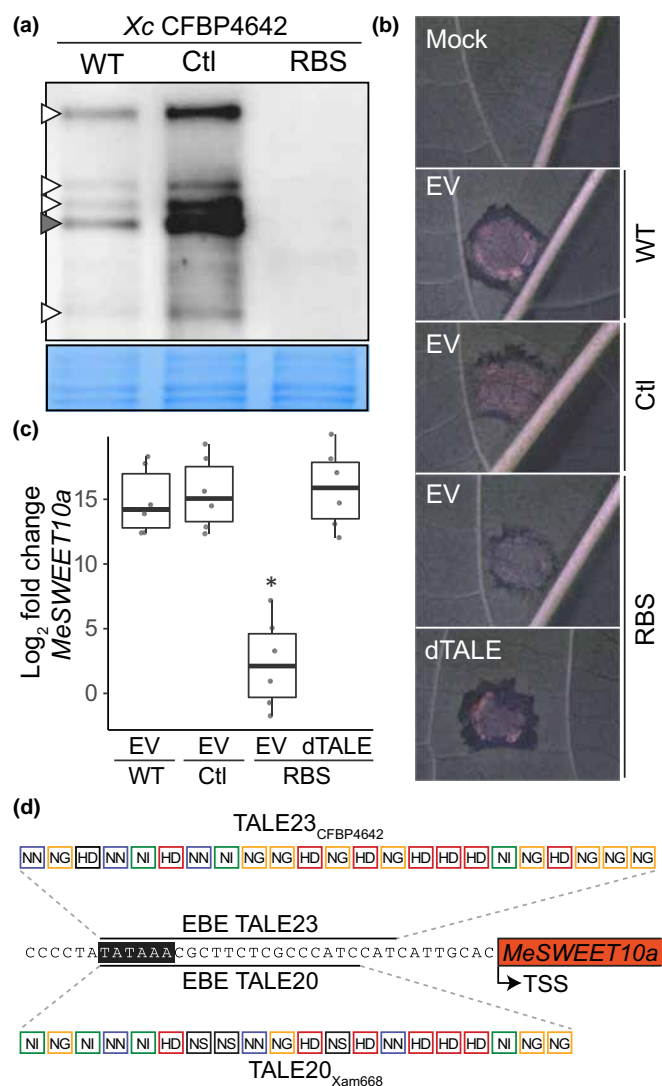 (a)
Xc CFBP4642
WT Ctl RBS
(b)
Mock
EV
WT
EV
Ctl
EV
dTALE
RBS
(c)
Log2 fold change
MeSWEET10a
15
10
5
0
*
EV EV EV dTALE
WT Ctl RBS
(d)
TALE23CFBP4642
NN NG HD NN NI HD NN NI NG NG HD NG HD NG HD HD HD NI NG HD NG NG NG
EBE TALE23
CCCCTATATAAACGCTTCTCGCCCATCCATCATTGCAC MeSWEET10a
EBE TALE20
TSS
NI NG NI NN NI HD NS NS NN NG HD NS HD NN HD HD HD NI NG NG
TALE20Xam668